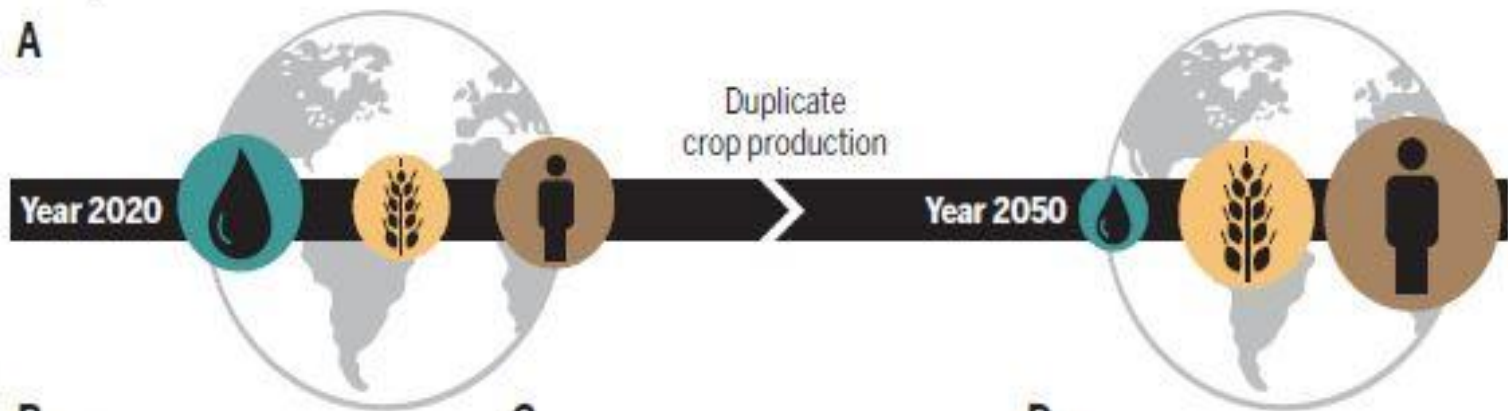 A
Duplicate
crop production
Year 2020
Year 2050